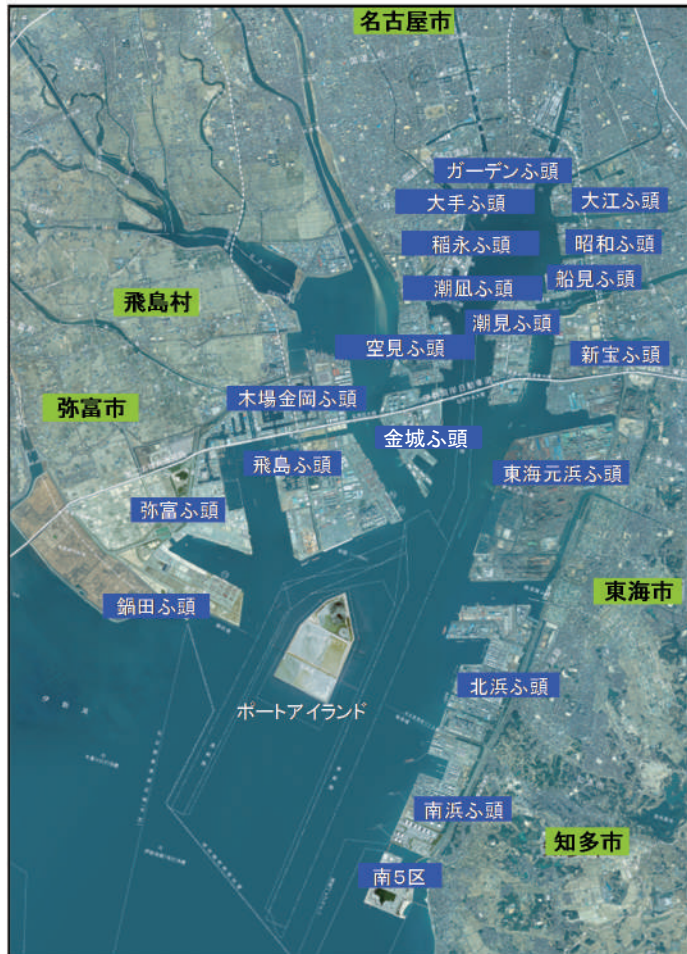 名古屋市
ガーデンふ頭
大手ふ頭
大江ふ頭
稲永ふ頭
昭和ふ頭
船見ふ頭
潮凪ふ頭
飛島村
潮見ふ頭
空見ふ頭
新宝ふ頭
木場金岡ふ頭
弥富市
金城ふ頭
飛島ふ頭
東海元浜ふ頭
弥富ふ頭
東海市
鍋田ふ頭
北浜ふ頭
ポートアイランド
南浜ふ頭
知多市
南5区